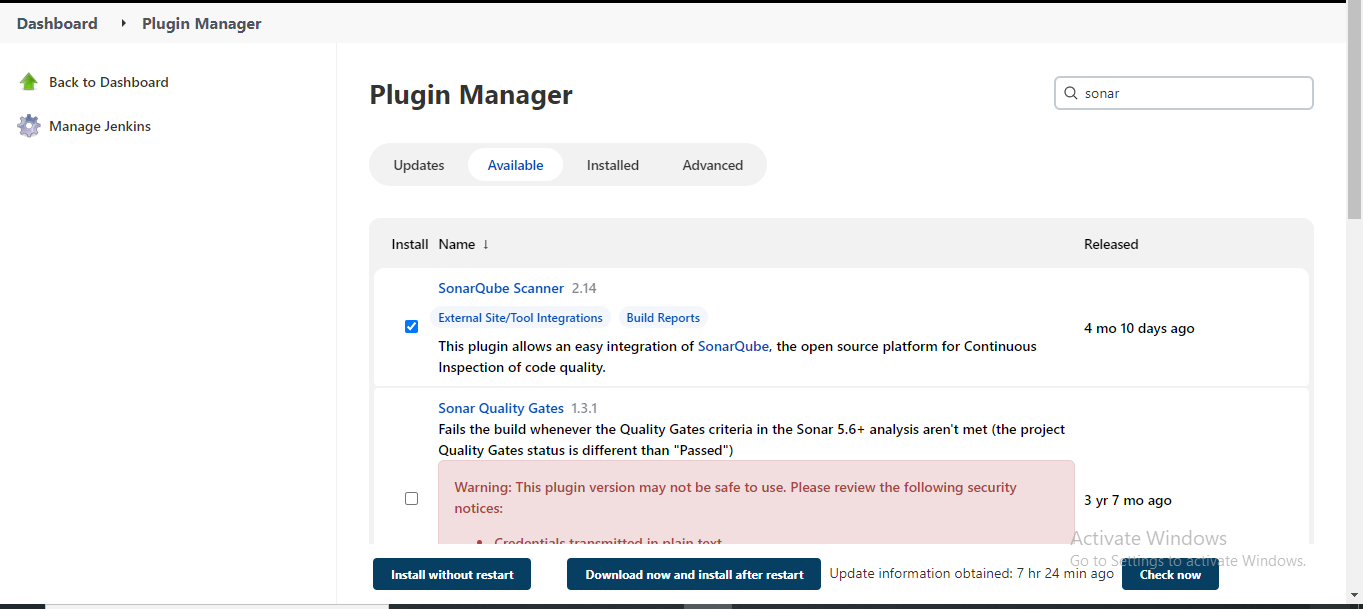 Dashboard
Plugin Manager
Back to Dashboard
Manage Jenkins
Plugin Manager
sonar
Updates
Available
Installed
Advanced
Install Name ↓ Released
SonarQube Scanner 2.14
External Site/Tool Integrations Build Reports
This plugin allows an easy integration of SonarQube, the open source platform for Continuous
Inspection of code quality.
4 mo 10 days ago
Sonar Quality Gates 1.3.1
Fails the build whenever the Quality Gates criteria in the Sonar 5.6+ analysis aren't met (the project
Quality Gates status is different than "Passed")
Warning: This plugin version may not be safe to use. Please review the following security
notices:
• Credentials transmitted in plain text
3 yr 7 mo ago
Activate Windows
Go to Settings to activate Windows.
Install without restart
Download now and install after restart
Update information obtained: 7 hr 24 min ago
Check now